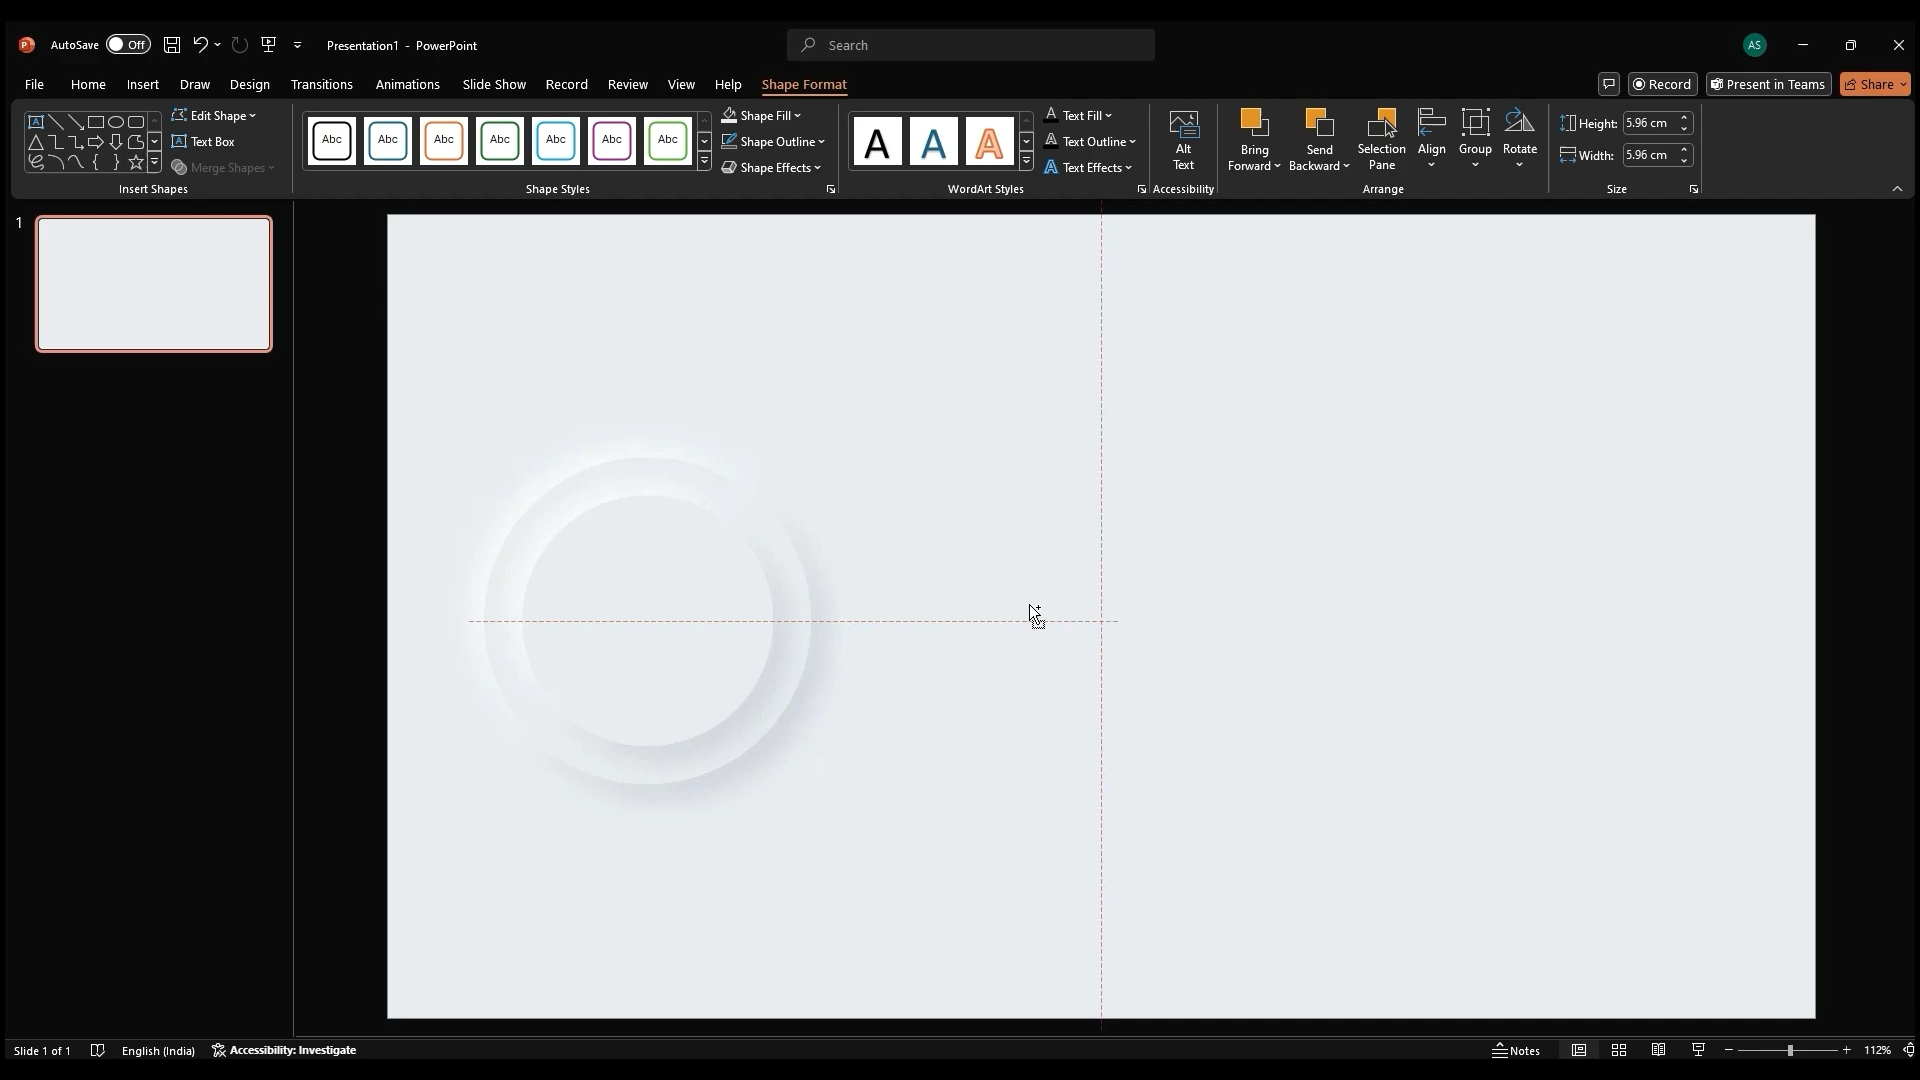 AutoSave Off Presentation1 - PowerPoint Search AS
File Home Insert Draw Design Transitions Animations Slide Show Record Review View Help Shape Format Record Present in Teams Share
Edit Shape
Text Box
Merge Shapes
Insert Shapes
Abc Abc Abc Abc Abc Abc Abc
Shape Fill
Shape Outline
Shape Effects
Shape Styles
A A A
Text Fill
Text Outline
Text Effects
WordArt Styles
Alt
Text
Accessibility
Bring
Forward
Send
Backward
Selection
Pane
Align
Group
Rotate
Arrange
Height: 5.96 cm
Width: 5.96 cm
Size
1
Slide 1 of 1 English (India) Accessibility: Investigate Notes 112%